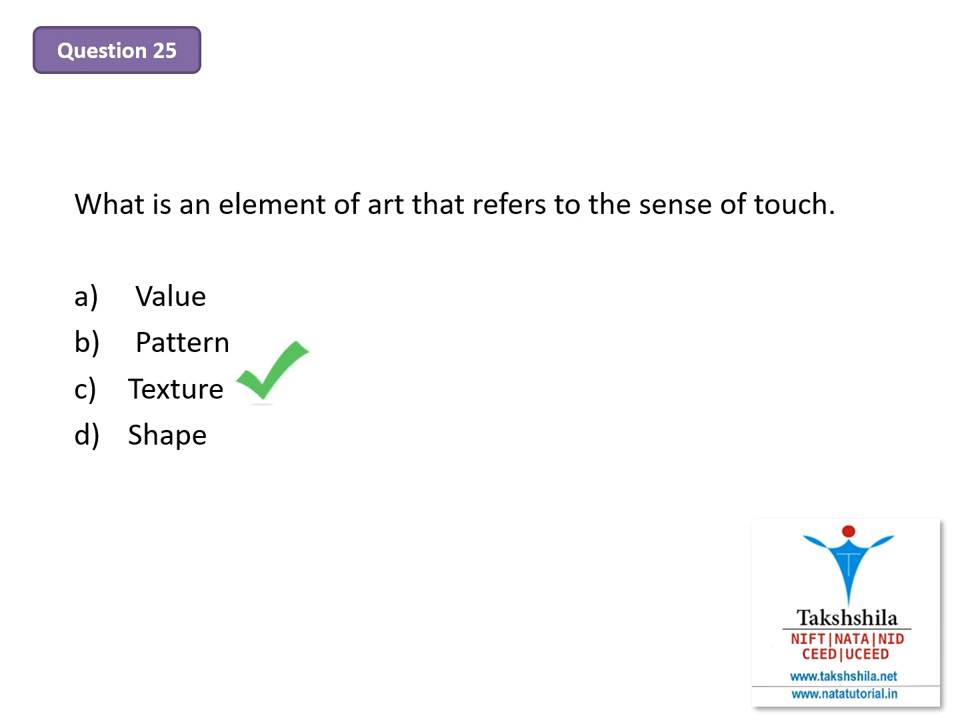 Question 25
What is an element of art that refers to the sense of touch.
a) Value
b) Pattern
c) Texture
d) Shape
T
Takshshila
NIFT|NATA|NID
CEED|UCEED
www.takshshila.net
www.natatutorial.in